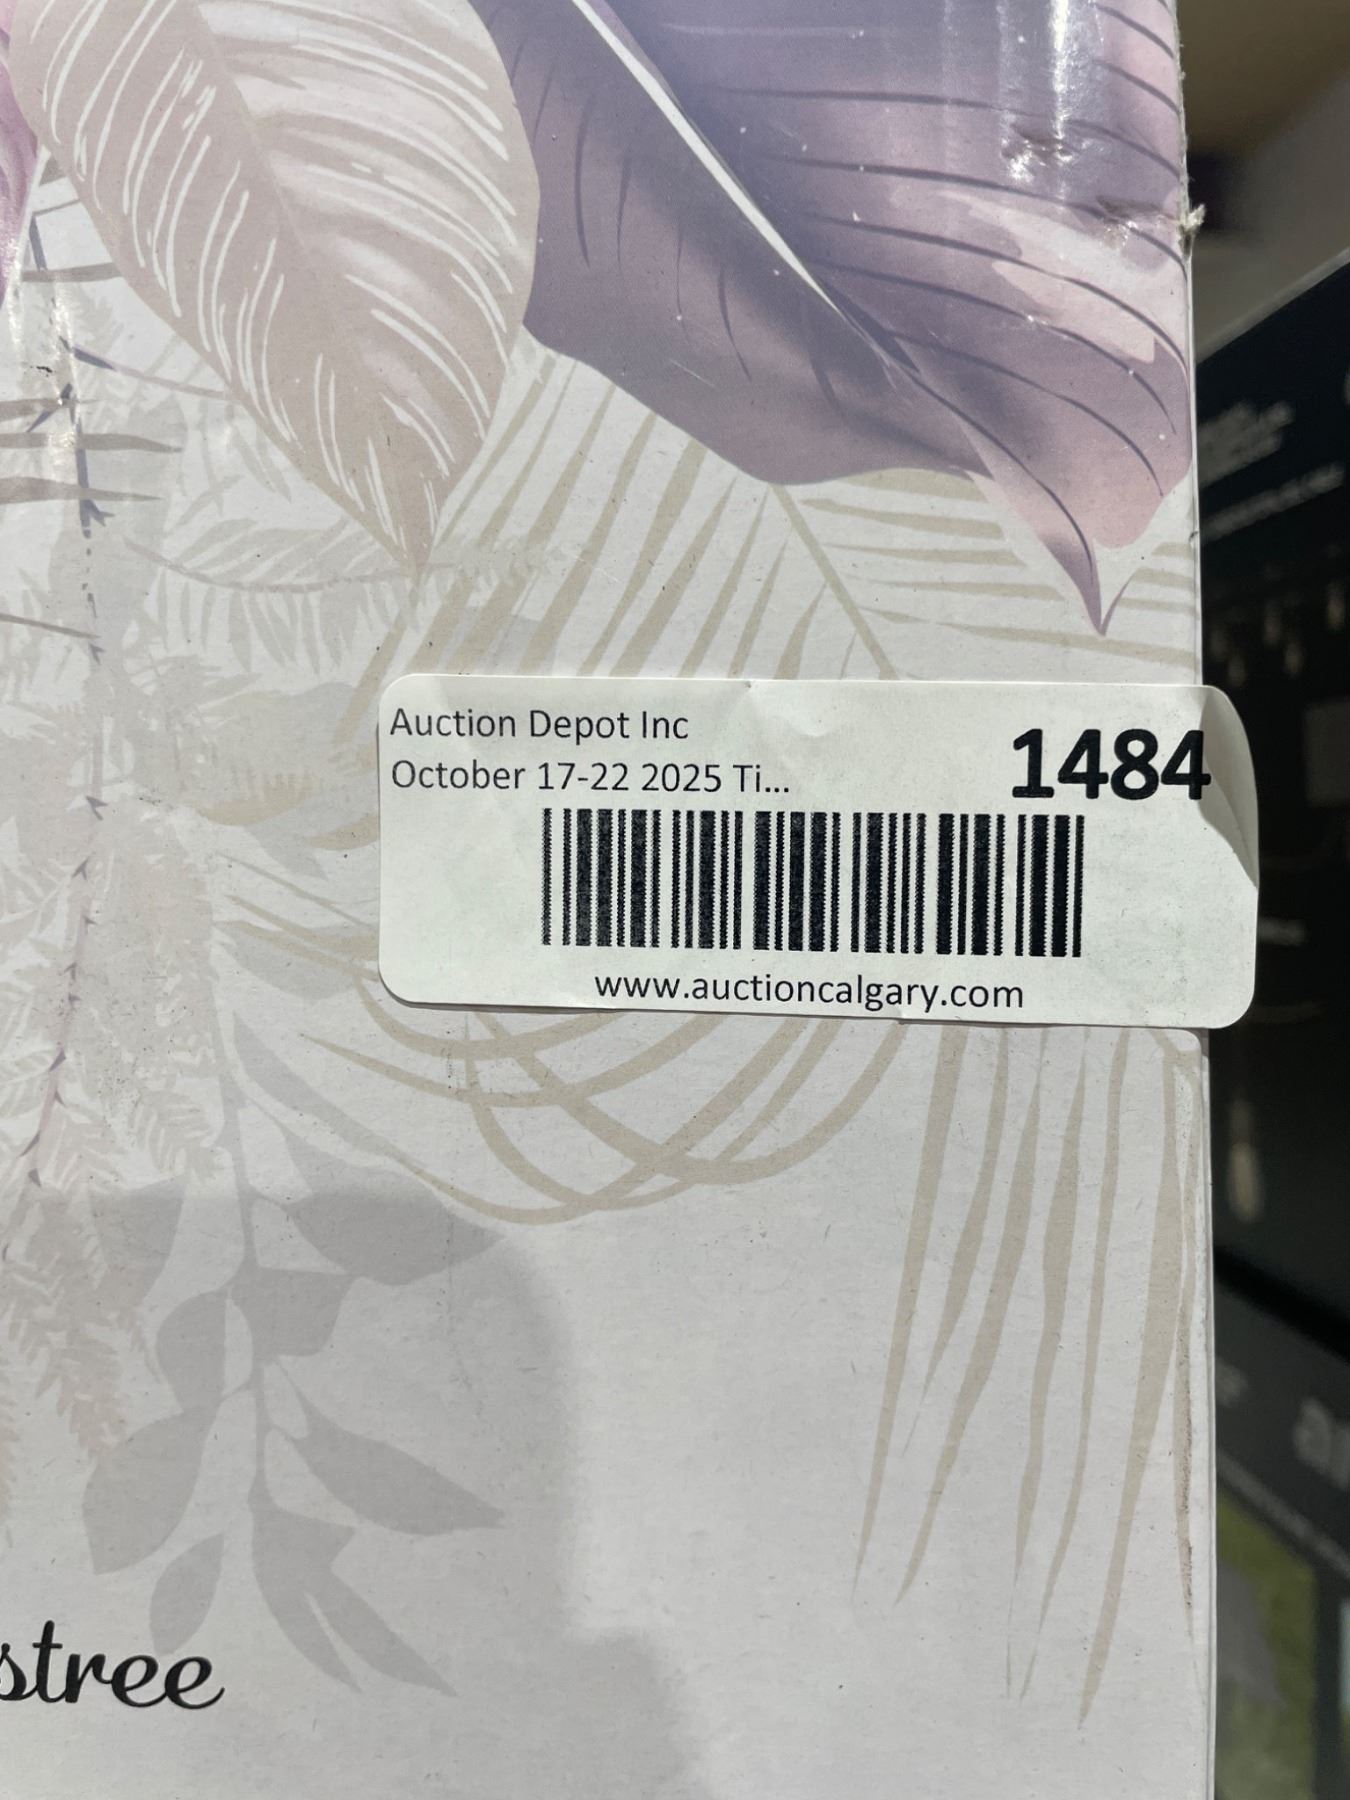 Auction Depot Inc
October 17-22 2025 Ti...
1484
www.auctioncalgary.com
stree